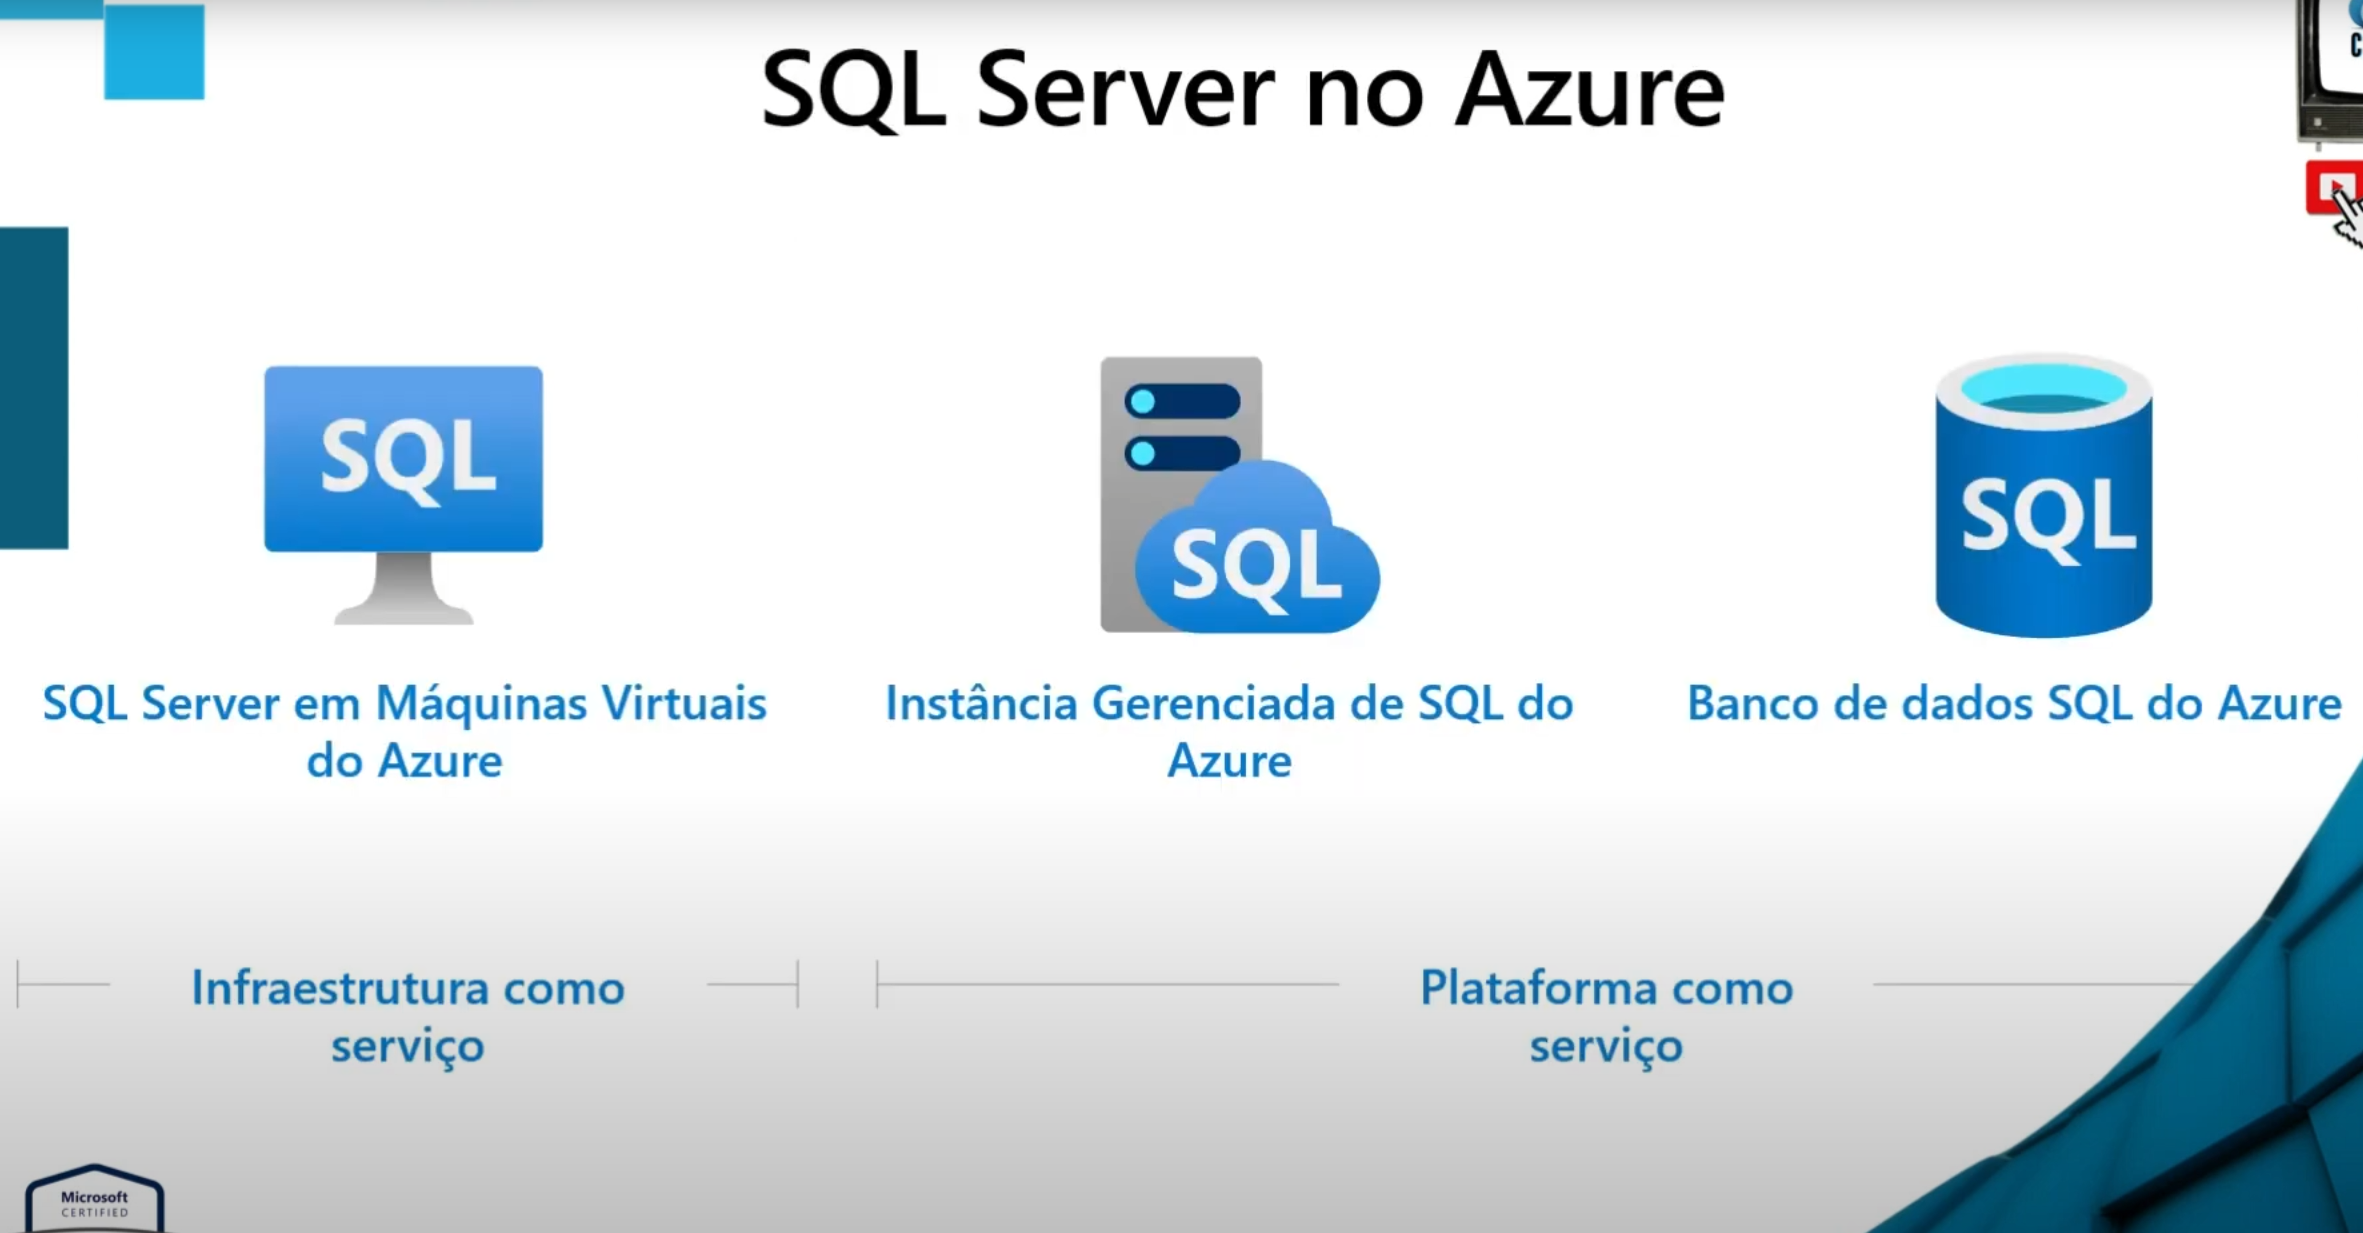 SQL Server no Azure
SQL
SQL
SQL
SQL Server em Máquinas Virtuais
do Azure
Instância Gerenciada de SQL do
Azure
Banco de dados SQL do Azure
Infraestrutura como
serviço
Plataforma como
serviço
Microsoft
CERTIFIED